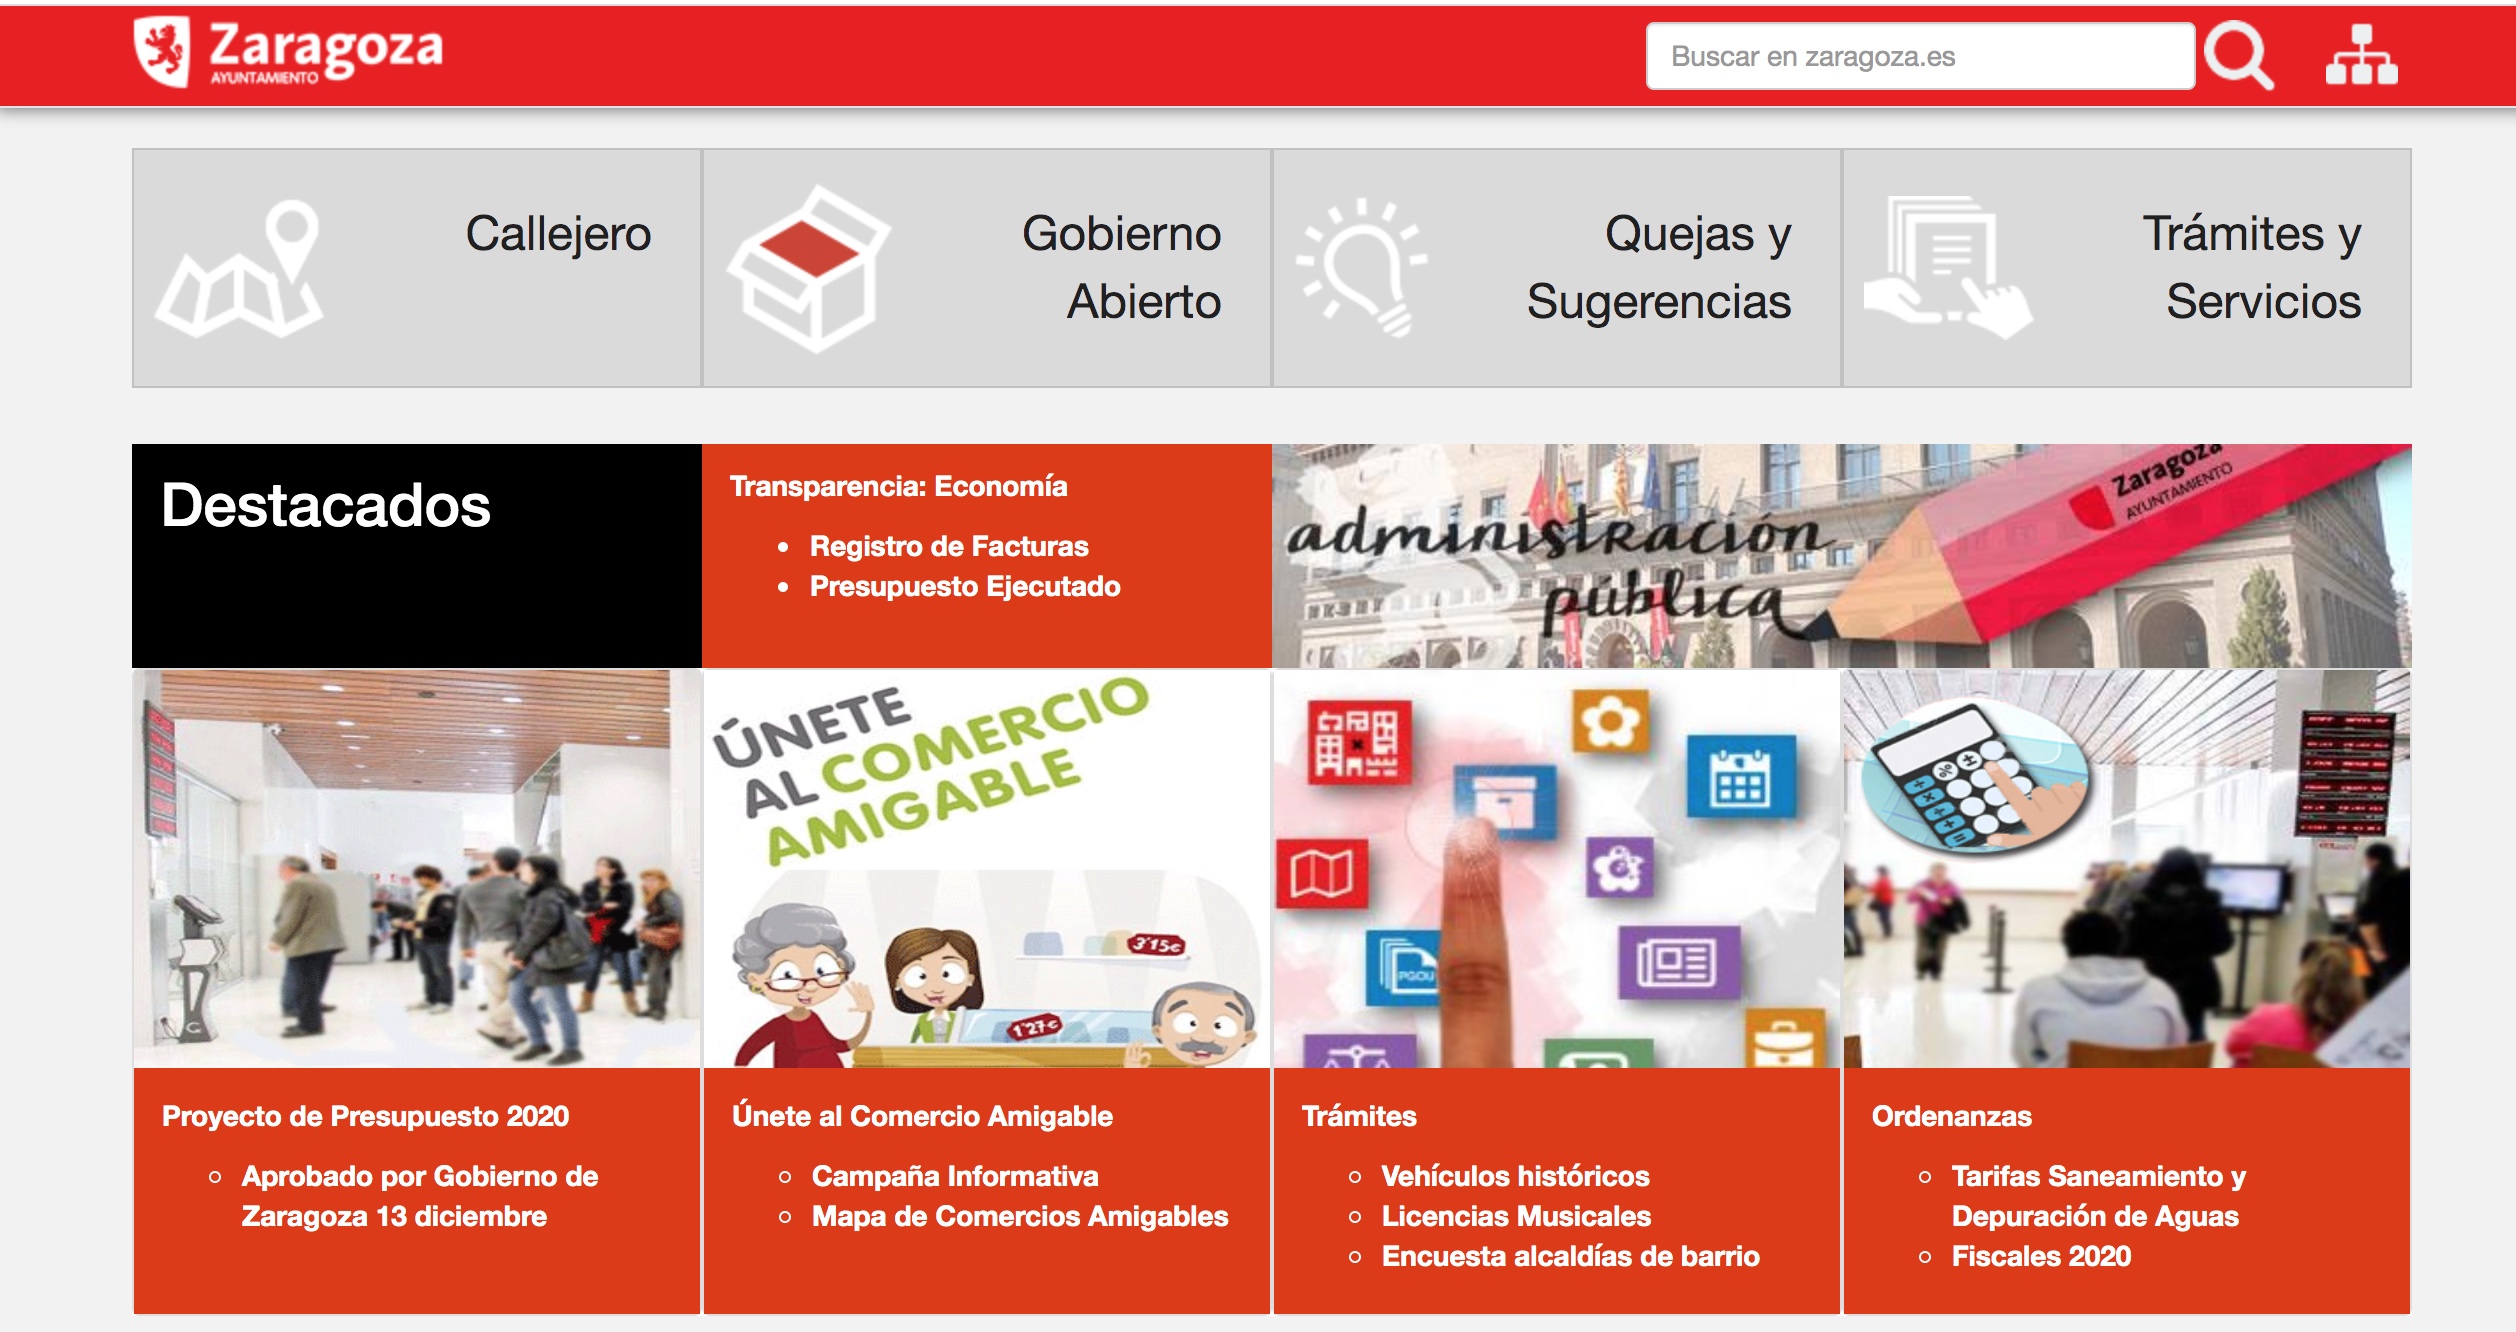 Zaragoza
AYUNTAMIENTO
Buscar en zaragoza.es
Callejero
Gobierno
Abierto
Quejas y
Sugerencias
Trámites y
Servicios
Destacados
Transparencia: Economía
Registro de Facturas
Presupuesto Ejecutado
administración
pública
Zaragoza
AYUNTAMIENTO
ÚNETE
AL COMERCIO
AMIGABLE
3'15€
1'27€
PGOU
Proyecto de Presupuesto 2020
Aprobado por Gobierno de
Zaragoza 13 diciembre
Únete al Comercio Amigable
Campaña Informativa
Mapa de Comercios Amigables
Trámites
Vehículos históricos
Licencias Musicales
Encuesta alcaldías de barrio
Ordenanzas
Tarifas Saneamiento y
Depuración de Aguas
Fiscales 2020